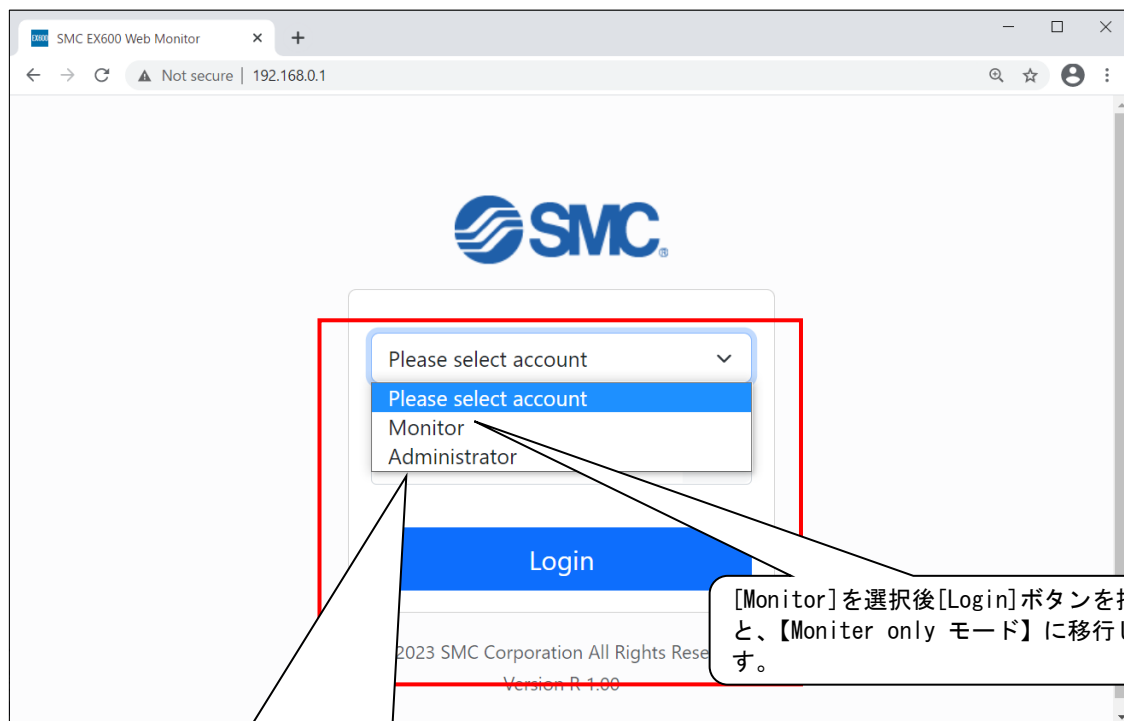 EX600 SMC EX600 Web Monitor
Not secure | 192.168.0.1
SMC®
Please select account
Please select account
Monitor
Administrator
Login
[Monitor]を選択後[Login]ボタンを
と、【Moniter only モード】に移行し
す。
2023 SMC Corporation All Rights Rese
Version R 1.00